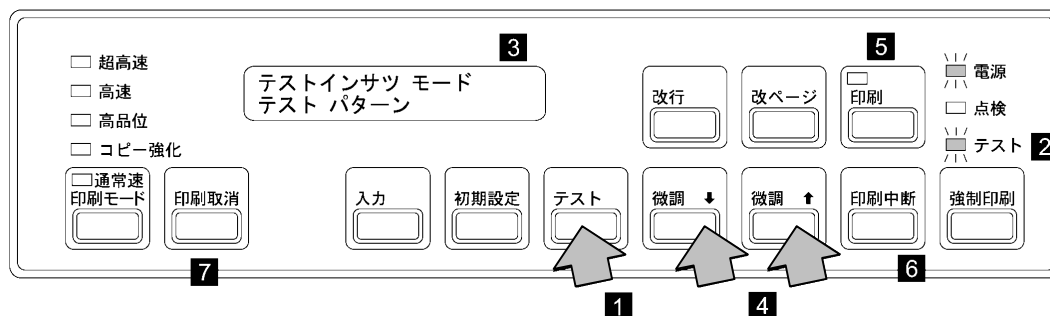 3
5
超高速
高速
高品位
コピー強化
通常速
印刷モード
印刷取消
テストインサツ モード
テスト パターン
改行
改ページ
印刷
電源
点検
テスト
2
入力
初期設定
テスト
微調 ⬇
微調 ⬆
印刷中断
強制印刷
7
1
4
6